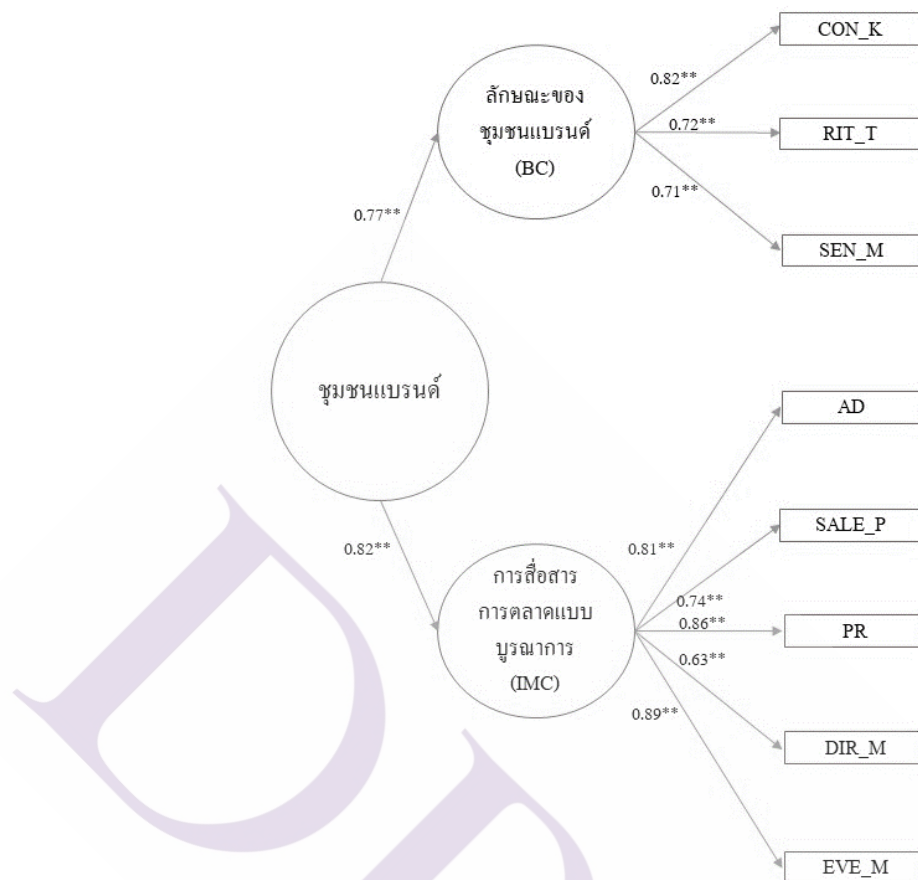 CON_K
0.82**
ลักษณะของ
ชุมชนแบรนด์
(BC)
0.72**
RIT_T
0.71**
0.77**
SEN_M
ชุมชนแบรนด์
AD
SALE_P
0.82**
0.81**
การสื่อสาร
การตลาดแบบ
บูรณาการ
(IMC)
0.74**
0.86**
PR
0.63**
0.89**
DIR_M
EVE_M